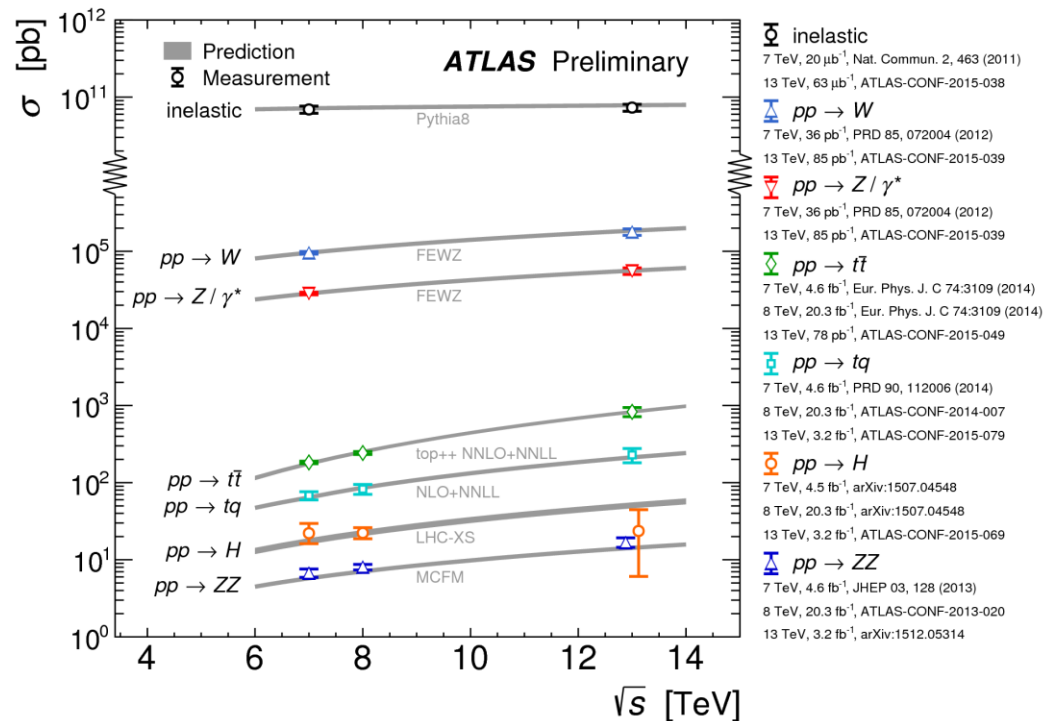 σ [pb]
10¹²
10¹¹
10⁵
10⁴
10³
10²
10¹
10⁰
Prediction
Measurement
ATLAS Preliminary
inelastic
Pythia8
pp → W
FEWZ
pp → Z / γ*
FEWZ
pp → tt̄
top++ NNLO+NNLL
pp → tq
NLO+NNLL
pp → H
LHC-XS
pp → ZZ
MCFM
4 6 8 10 12 14
√s [TeV]
inelastic
7 TeV, 20 μb⁻¹, Nat. Commun. 2, 463 (2011)
13 TeV, 63 μb⁻¹, ATLAS-CONF-2015-038
pp → W
7 TeV, 36 pb⁻¹, PRD 85, 072004 (2012)
13 TeV, 85 pb⁻¹, ATLAS-CONF-2015-039
pp → Z / γ*
7 TeV, 36 pb⁻¹, PRD 85, 072004 (2012)
13 TeV, 85 pb⁻¹, ATLAS-CONF-2015-039
pp → tt̄
7 TeV, 4.6 fb⁻¹, Eur. Phys. J. C 74:3109 (2014)
8 TeV, 20.3 fb⁻¹, Eur. Phys. J. C 74:3109 (2014)
13 TeV, 78 pb⁻¹, ATLAS-CONF-2015-049
pp → tq
7 TeV, 4.6 fb⁻¹, PRD 90, 112006 (2014)
8 TeV, 20.3 fb⁻¹, ATLAS-CONF-2014-007
13 TeV, 3.2 fb⁻¹, ATLAS-CONF-2015-079
pp → H
7 TeV, 4.5 fb⁻¹, arXiv:1507.04548
8 TeV, 20.3 fb⁻¹, arXiv:1507.04548
13 TeV, 3.2 fb⁻¹, ATLAS-CONF-2015-069
pp → ZZ
7 TeV, 4.6 fb⁻¹, JHEP 03, 128 (2013)
8 TeV, 20.3 fb⁻¹, ATLAS-CONF-2013-020
13 TeV, 3.2 fb⁻¹, arXiv:1512.05314